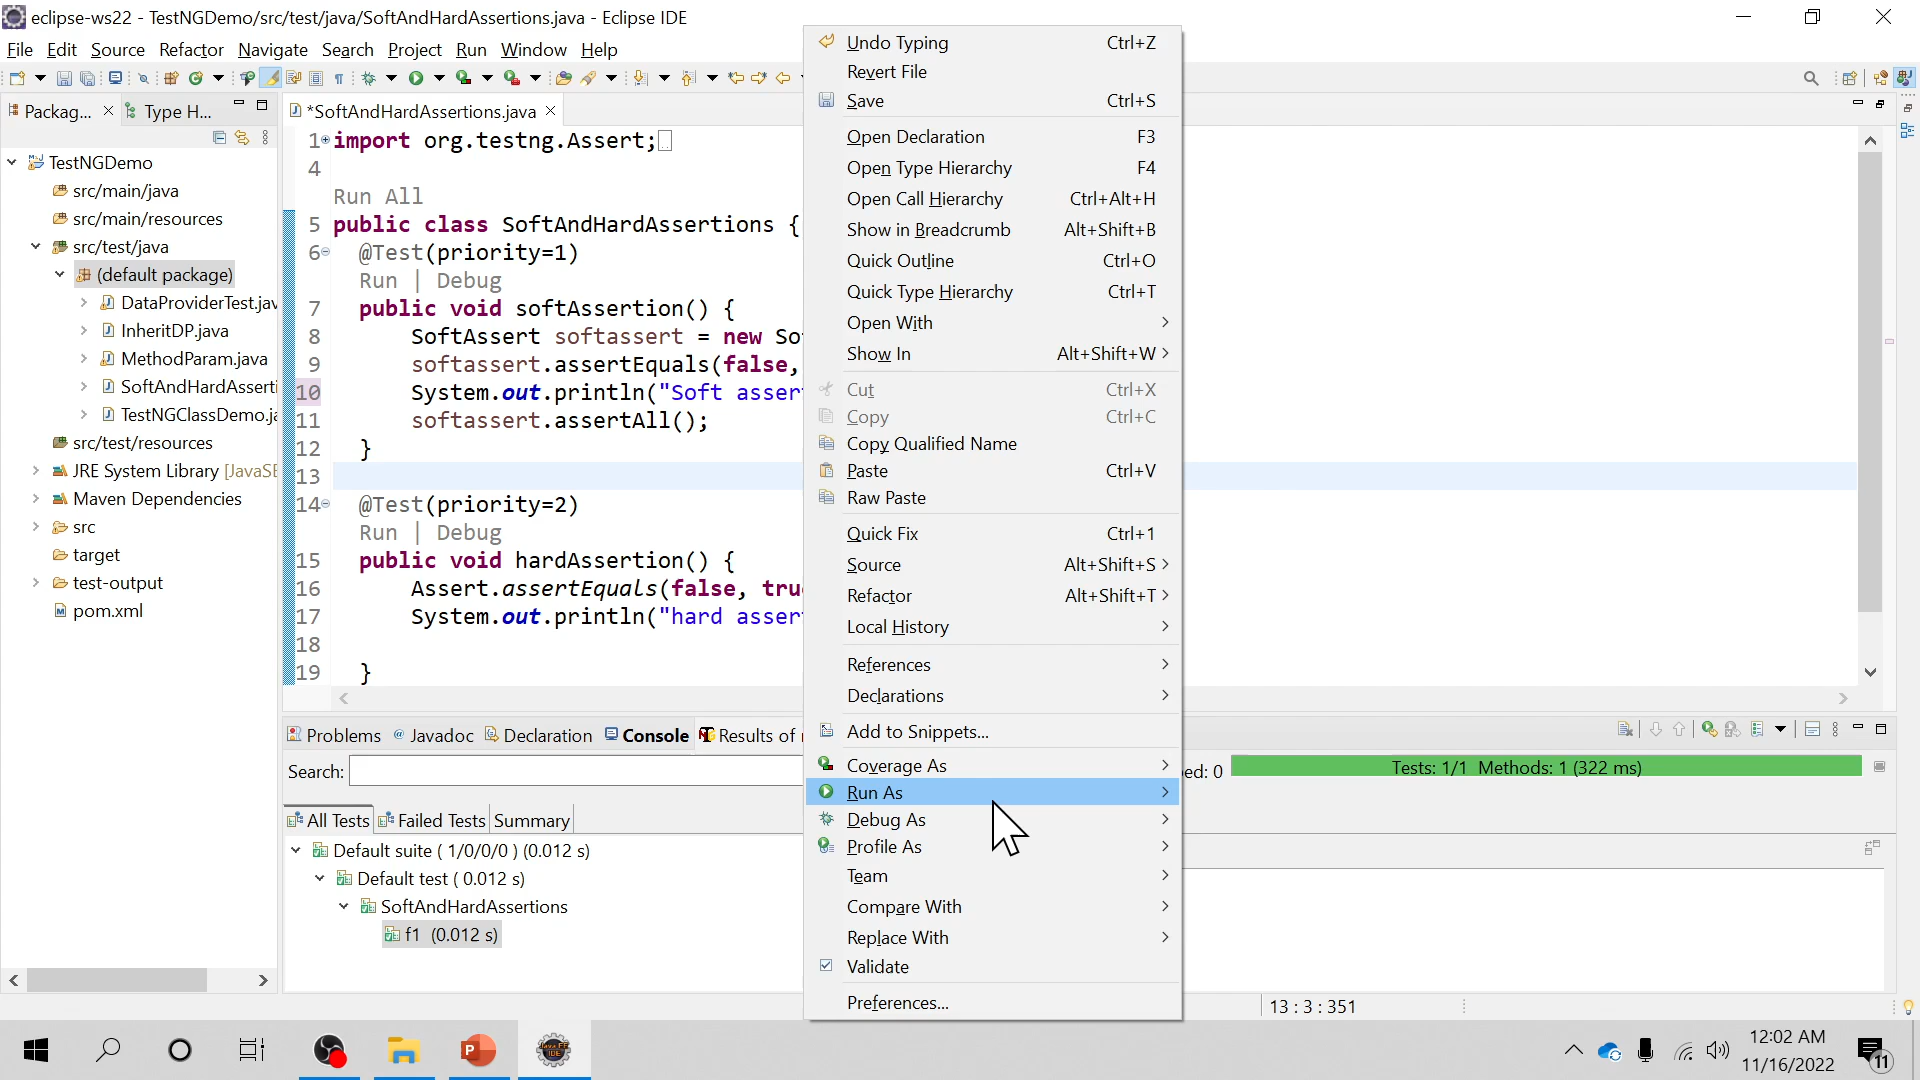 eclipse-ws22 - TestNGDemo/src/test/java/SoftAndHardAssertions.java - Eclipse IDE
File Edit Source Refactor Navigate Search Project Run Window Help
Packag... Type H...
TestNGDemo
src/main/java
src/main/resources
src/test/java
(default package)
DataProviderTest.jav
InheritDP.java
MethodParam.java
SoftAndHardAsserti
TestNGClassDemo.ja
src/test/resources
JRE System Library [JavaSE
Maven Dependencies
src
target
test-output
pom.xml
*SoftAndHardAssertions.java
1 import org.testng.Assert;
4
Run All
5 public class SoftAndHardAssertions {
6 @Test(priority=1)
Run | Debug
7 public void softAssertion() {
8 SoftAssert softassert = new So
9 softassert.assertEquals(false,
10 System.out.println("Soft asser
11 softassert.assertAll();
12 }
13
14 @Test(priority=2)
Run | Debug
15 public void hardAssertion() {
16 Assert.assertEquals(false, tru
17 System.out.println("hard asser
18
19 }
Undo Typing Ctrl+Z
Revert File
Save Ctrl+S
Open Declaration F3
Open Type Hierarchy F4
Open Call Hierarchy Ctrl+Alt+H
Show in Breadcrumb Alt+Shift+B
Quick Outline Ctrl+O
Quick Type Hierarchy Ctrl+T
Open With
Show In Alt+Shift+W
Cut Ctrl+X
Copy Ctrl+C
Copy Qualified Name
Paste Ctrl+V
Raw Paste
Quick Fix Ctrl+1
Source Alt+Shift+S
Refactor Alt+Shift+T
Local History
References
Declarations
Add to Snippets...
Coverage As
Run As
Debug As
Profile As
Team
Compare With
Replace With
Validate
Preferences...
Problems Javadoc Declaration Console Results of
Search: ed: 0 Tests: 1/1 Methods: 1 (322 ms)
All Tests Failed Tests Summary
Default suite ( 1/0/0/0 ) (0.012 s)
Default test ( 0.012 s)
SoftAndHardAssertions
f1 (0.012 s)
13 : 3 : 351
12:02 AM
11/16/2022
11